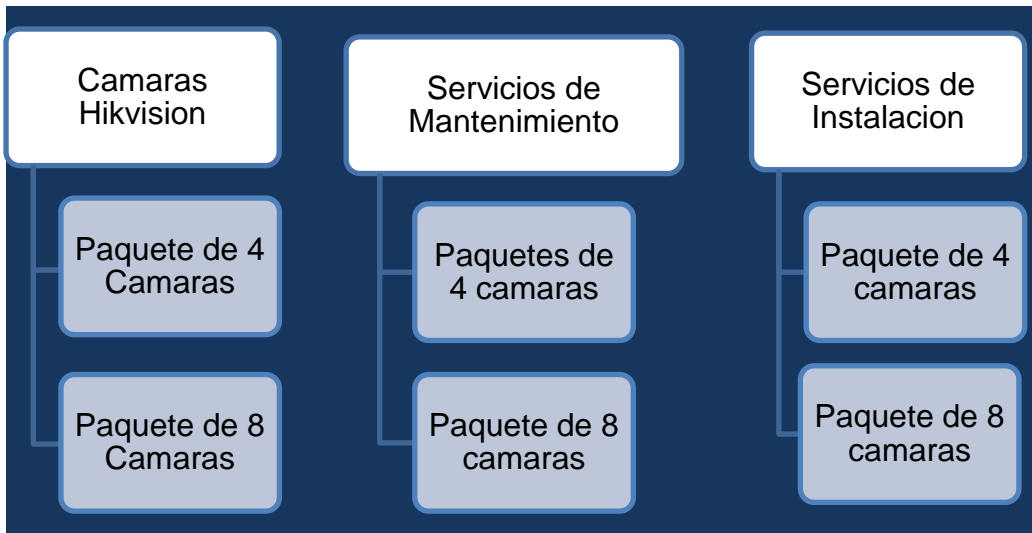 Camaras
Hikvision
Paquete de 4
Camaras
Paquete de 8
Camaras
Servicios de
Mantenimiento
Paquetes de
4 camaras
Paquete de 8
camaras
Servicios de
Instalacion
Paquete de 4
camaras
Paquete de 8
camaras